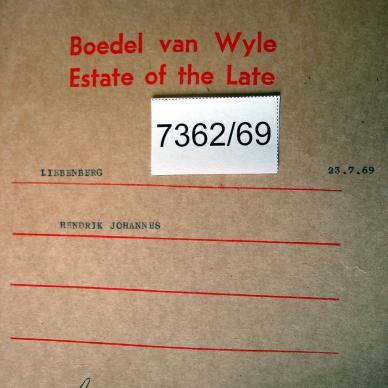 Boedel van Wyle
Estate of the Late
7362/69
LIEBENBERG 23.7.69
HENDRIK JOHANNES